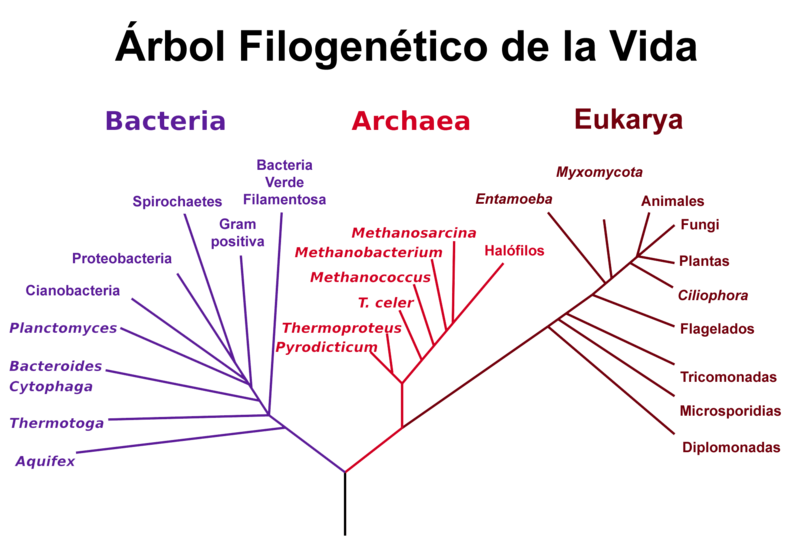 Árbol Filogenético de la Vida
Bacteria
Archaea
Eukarya
Bacteria
Verde
Filamentosa
Spirochaetes
Gram
positiva
Proteobacteria
Cianobacteria
Planctomyces
Bacteroides
Cytophaga
Thermotoga
Aquifex
Methanosarcina
Methanobacterium
Halófilos
Methanococcus
T. celer
Thermoproteus
Pyrodicticum
Myxomycota
Entamoeba
Animales
Fungi
Plantas
Ciliophora
Flagelados
Tricomonadas
Microsporidias
Diplomonadas